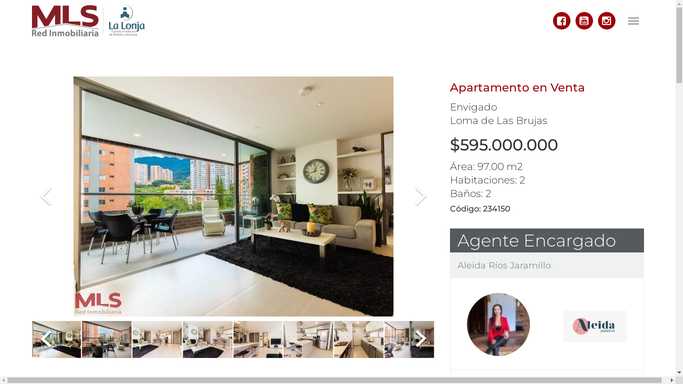 MLS
Red Inmobiliaria
La Lonja
Apartamento en Venta
Envigado
Loma de Las Brujas
$595.000.000
Área: 97,00 m2
Habitaciones: 2
Baños: 2
Código: 234150
Agente Encargado
Aleida Ríos Jaramillo
Aleida
MLS
Red Inmobiliaria